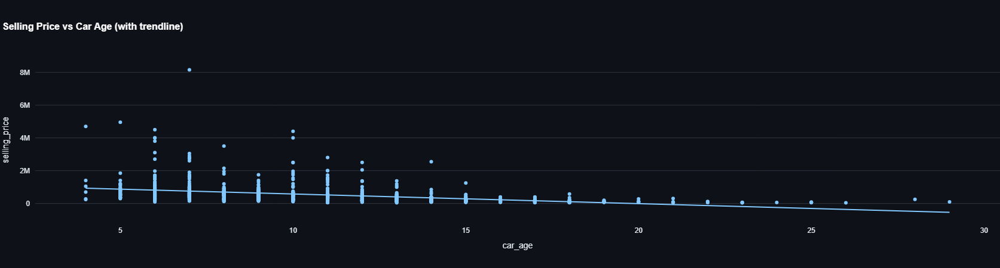 Selling Price vs Car Age (with trendline)
8M
6M
4M
2M
0
selling_price
5 10 15 20 25 30
car_age